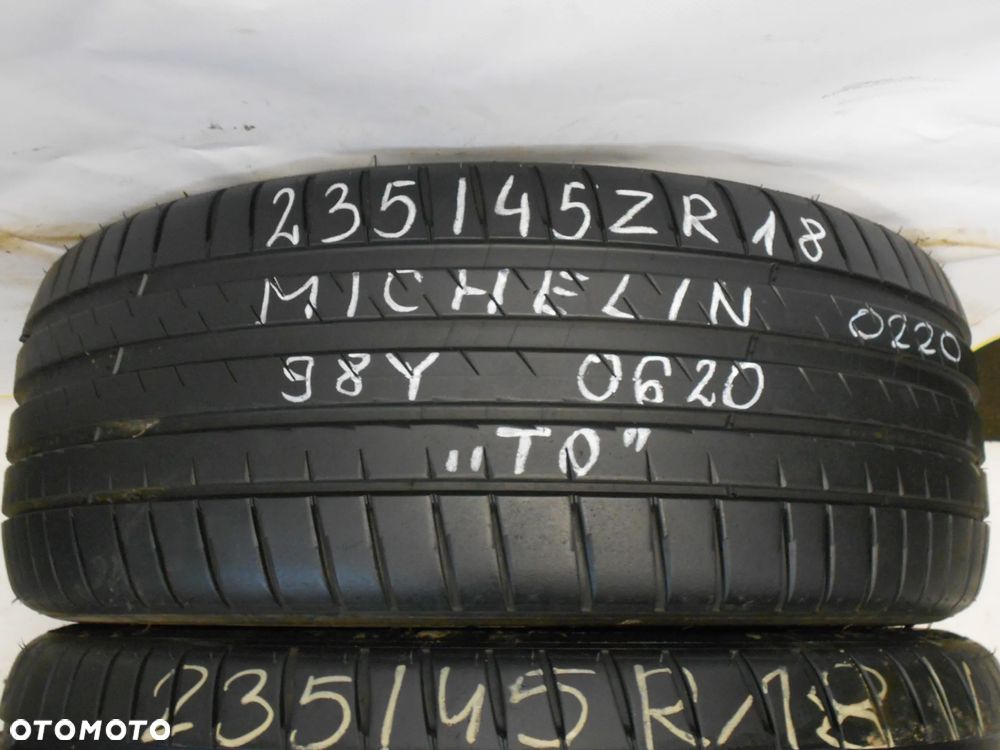 235/45ZR18
MICHELIN
0220
98Y 0620
„TO”
235/45R18
OTOMOTO